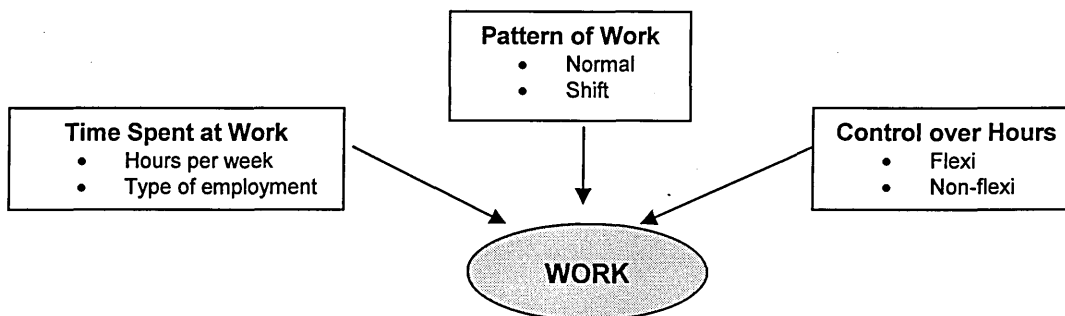 Pattern of Work
• Normal
• Shift
Time Spent at Work
• Hours per week
• Type of employment
Control over Hours
• Flexi
• Non-flexi
WORK